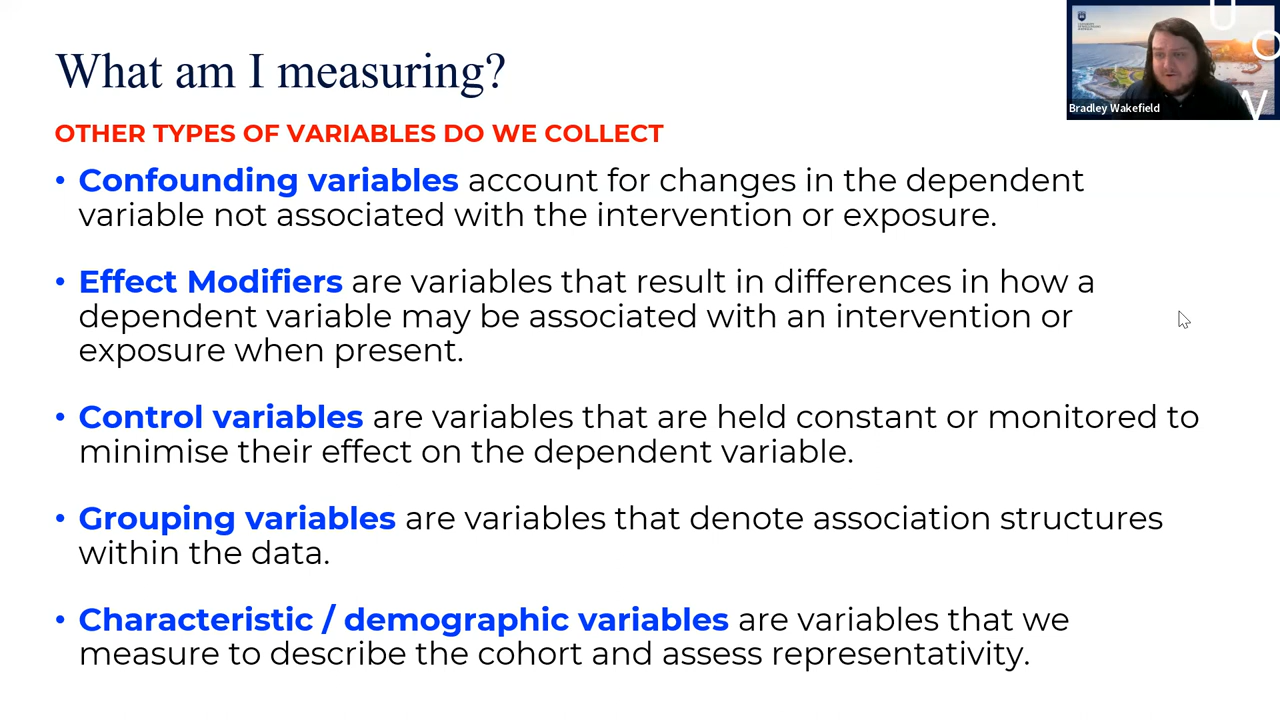 What am I measuring?
OTHER TYPES OF VARIABLES DO WE COLLECT
• Confounding variables account for changes in the dependent
variable not associated with the intervention or exposure.
• Effect Modifiers are variables that result in differences in how a
dependent variable may be associated with an intervention or
exposure when present.
• Control variables are variables that are held constant or monitored to
minimise their effect on the dependent variable.
• Grouping variables are variables that denote association structures
within the data.
• Characteristic / demographic variables are variables that we
measure to describe the cohort and assess representativity.
U
O
W
Bradley Wakefield